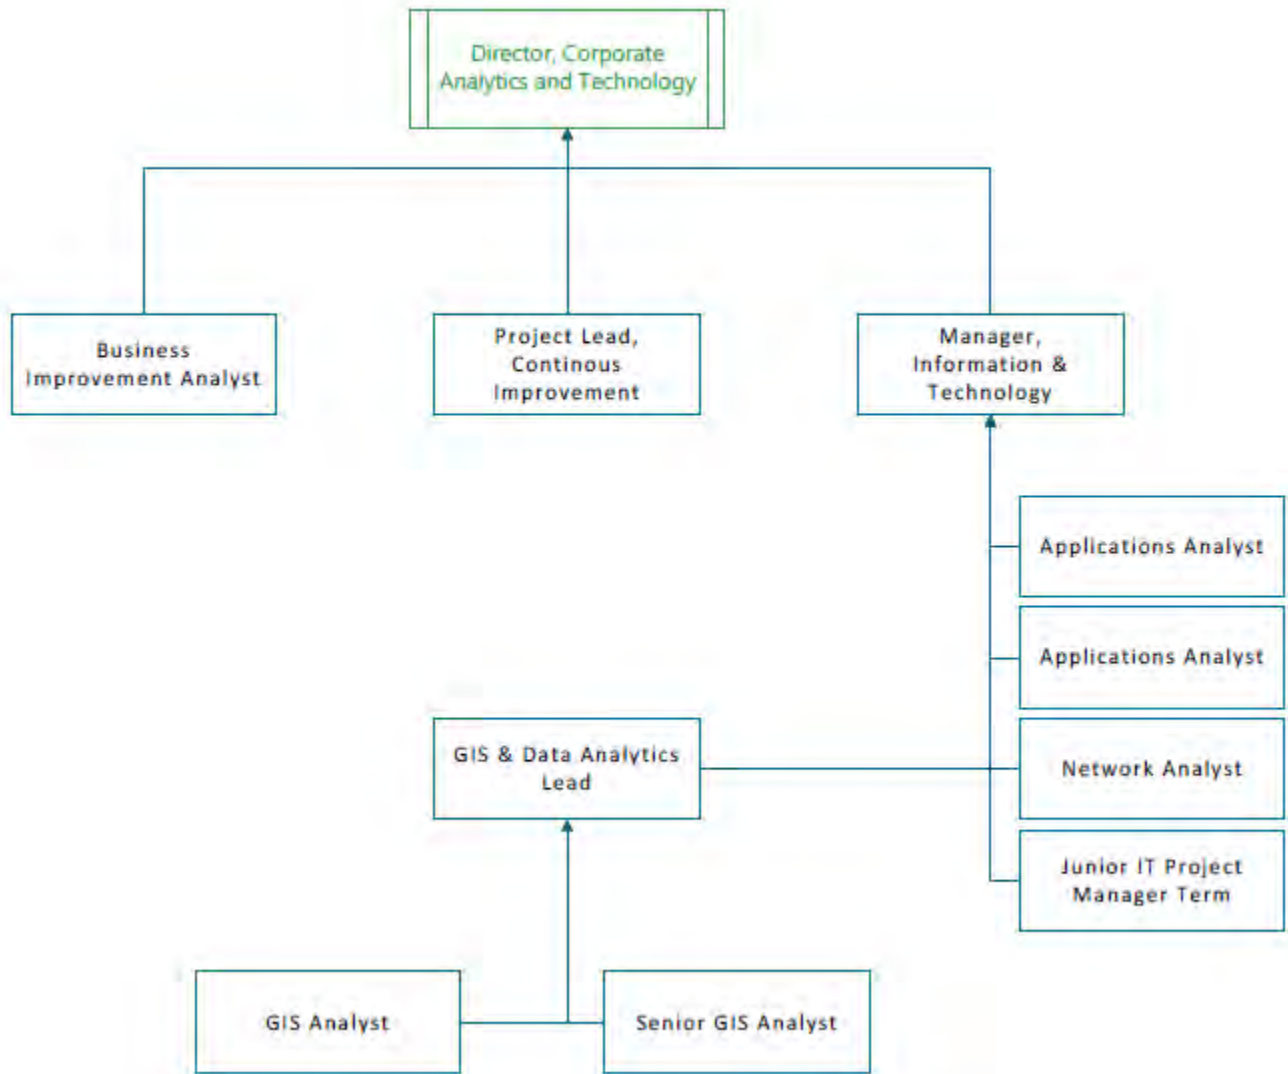 Director, Corporate
Analytics and Technology
Business
Improvement Analyst
Project Lead,
Continous
Improvement
Manager,
Information &
Technology
Applications Analyst
Applications Analyst
GIS & Data Analytics
Lead
Network Analyst
Junior IT Project
Manager Term
GIS Analyst
Senior GIS Analyst